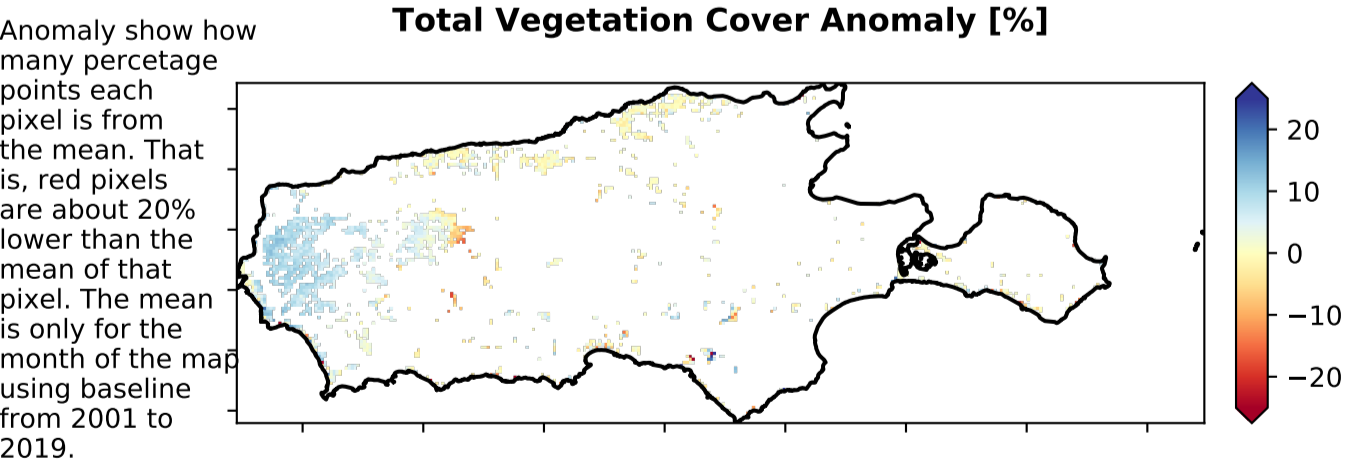 Total Vegetation Cover Anomaly [%]
Anomaly show how
many percetage
points each
pixel is from
the mean. That
is, red pixels
are about 20%
lower than the
mean of that
pixel. The mean
is only for the
month of the map
using baseline
from 2001 to
2019.
20
10
0
−10
−20